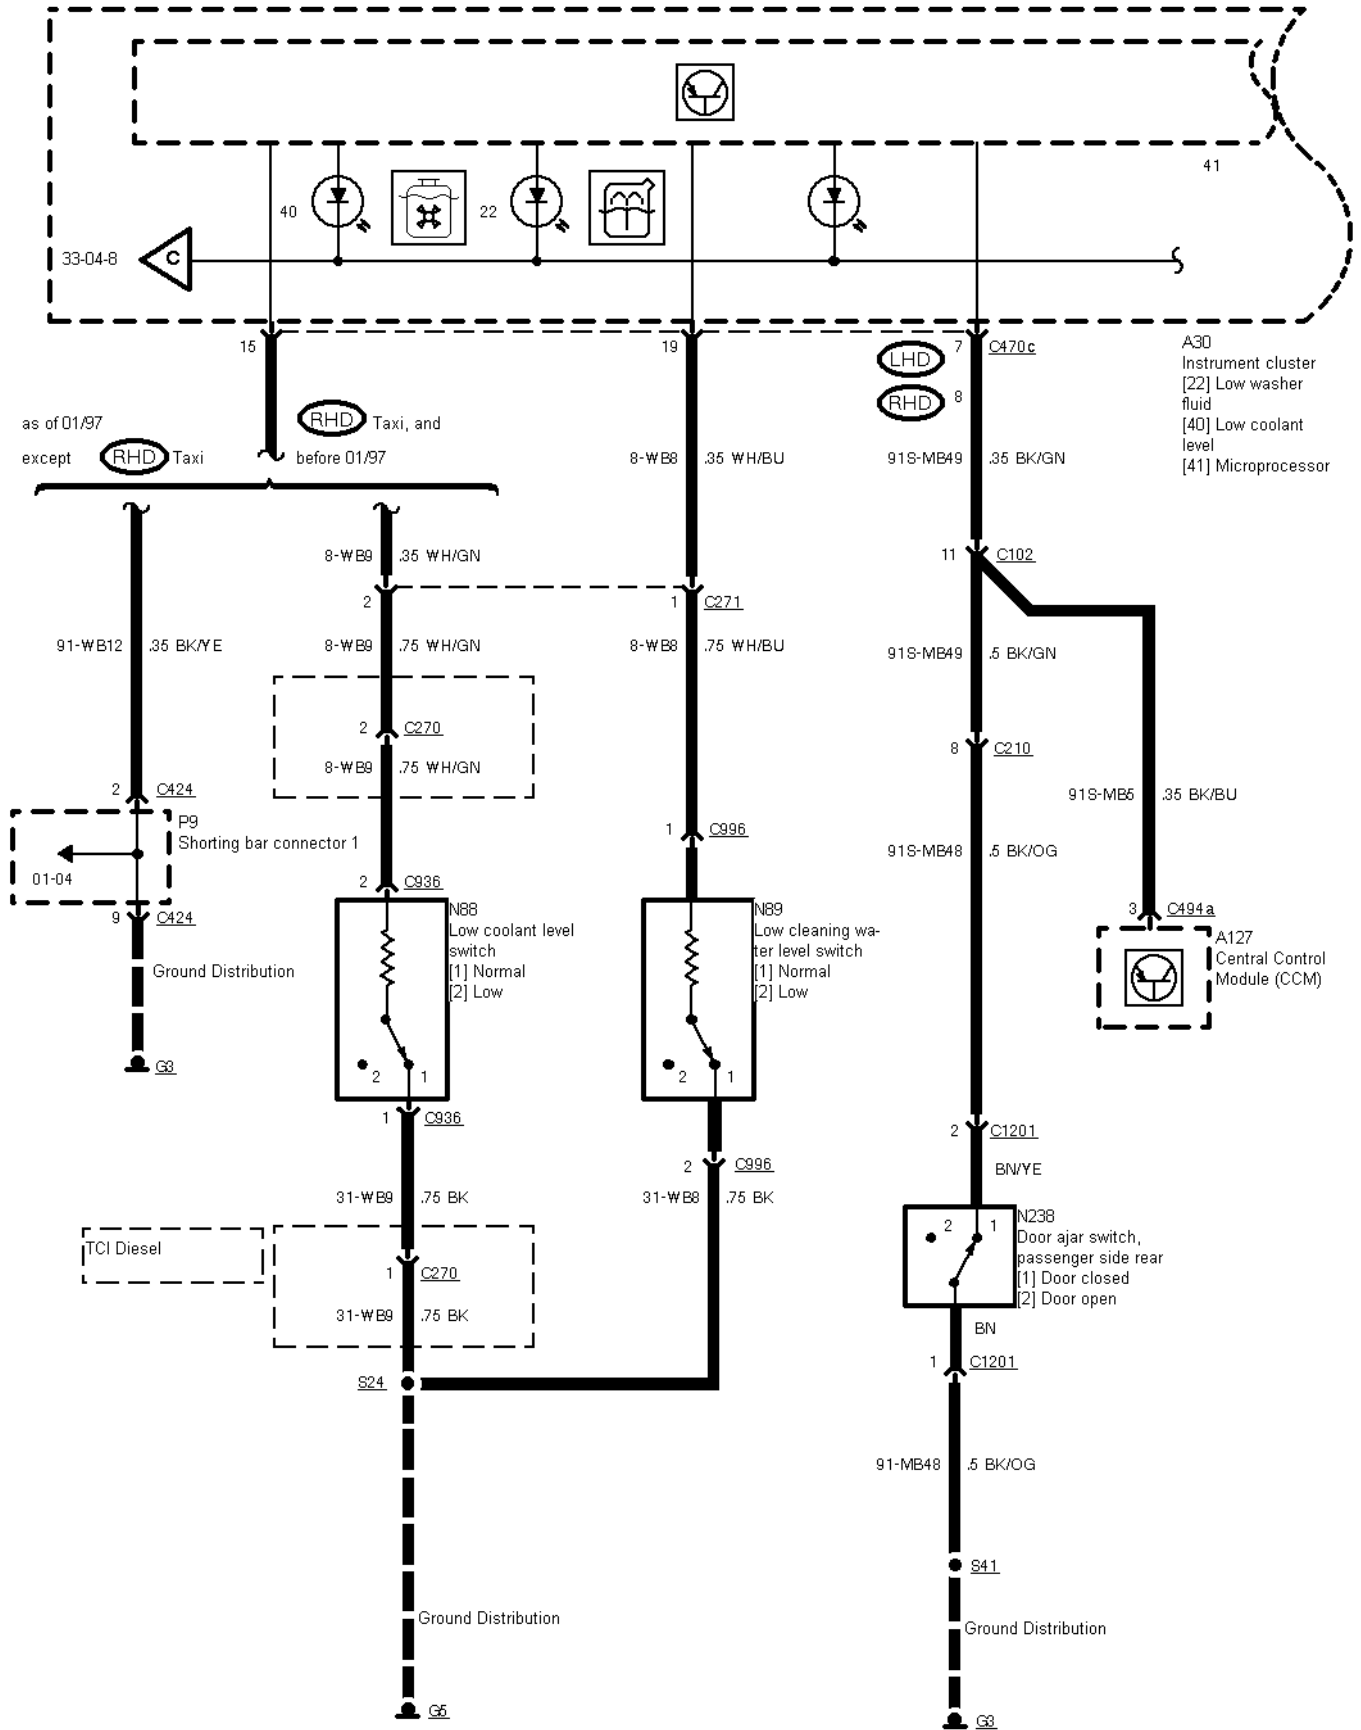 41
40
22
33-04-8
C
15
19
LHD
7
C470c
RHD
8
A30
Instrument cluster
[22] Low washer
fluid
[40] Low coolant
level
[41] Microprocessor
as of 01/97
except RHD Taxi
RHD Taxi, and
before 01/97
8-WB8 .35 WH/BU
91S-MB49 .35 BK/GN
8-WB9 .35 WH/GN
11 C102
2
1 C271
91-WB12 .35 BK/YE
8-WB9 .75 WH/GN
8-WB8 .75 WH/BU
91S-MB49 .5 BK/GN
2 C270
8 C210
8-WB9 .75 WH/GN
2 C424
91S-MB5 .35 BK/BU
P9
Shorting bar connector 1
1 C996
91S-MB48 .5 BK/OG
01-04
2 C936
9 C424
3 C494a
N88
Low coolant level
switch
[1] Normal
[2] Low
N89
Low cleaning wa-
ter level switch
[1] Normal
[2] Low
A127
Central Control
Module (CCM)
Ground Distribution
G3
2 1
2 1
1 C936
2 C1201
2 C996
BN/YE
31-WB9 .75 BK
31-WB8 .75 BK
2 1
N238
Door ajar switch,
passenger side rear
[1] Door closed
[2] Door open
TCI Diesel
1 C270
31-WB9 .75 BK
BN
1 C1201
S24
91-MB48 .5 BK/OG
S41
Ground Distribution
Ground Distribution
G5
G3